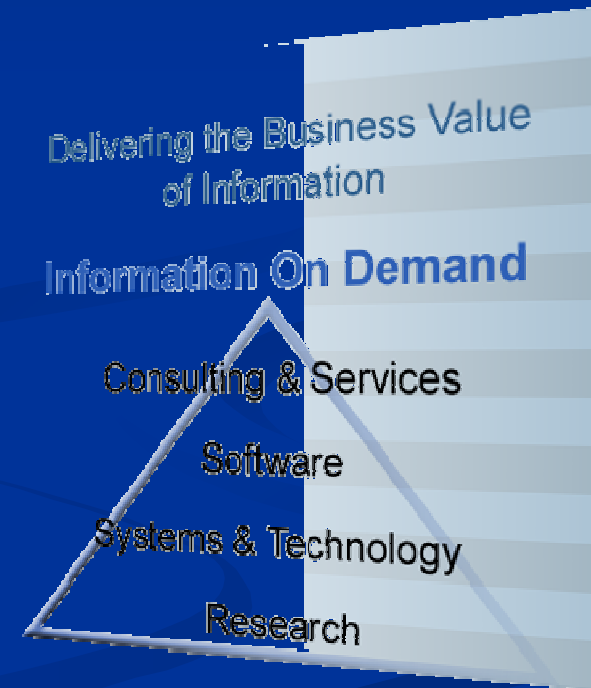 Delivering the Business Value
of Information
Information On Demand
Consulting & Services
Software
Systems & Technology
Research